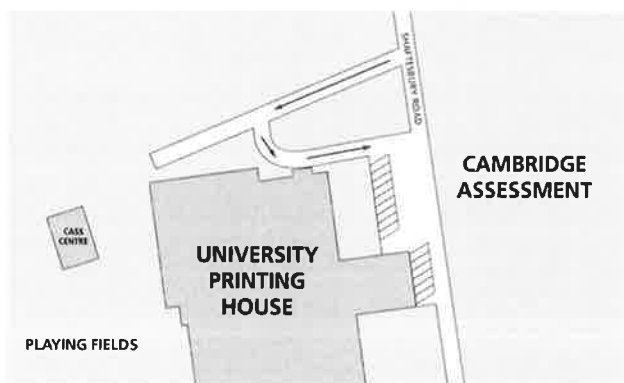 SHAFTESBURY ROAD
CAMBRIDGE
ASSESSMENT
CASS
CENTRE
UNIVERSITY
PRINTING
HOUSE
PLAYING FIELDS